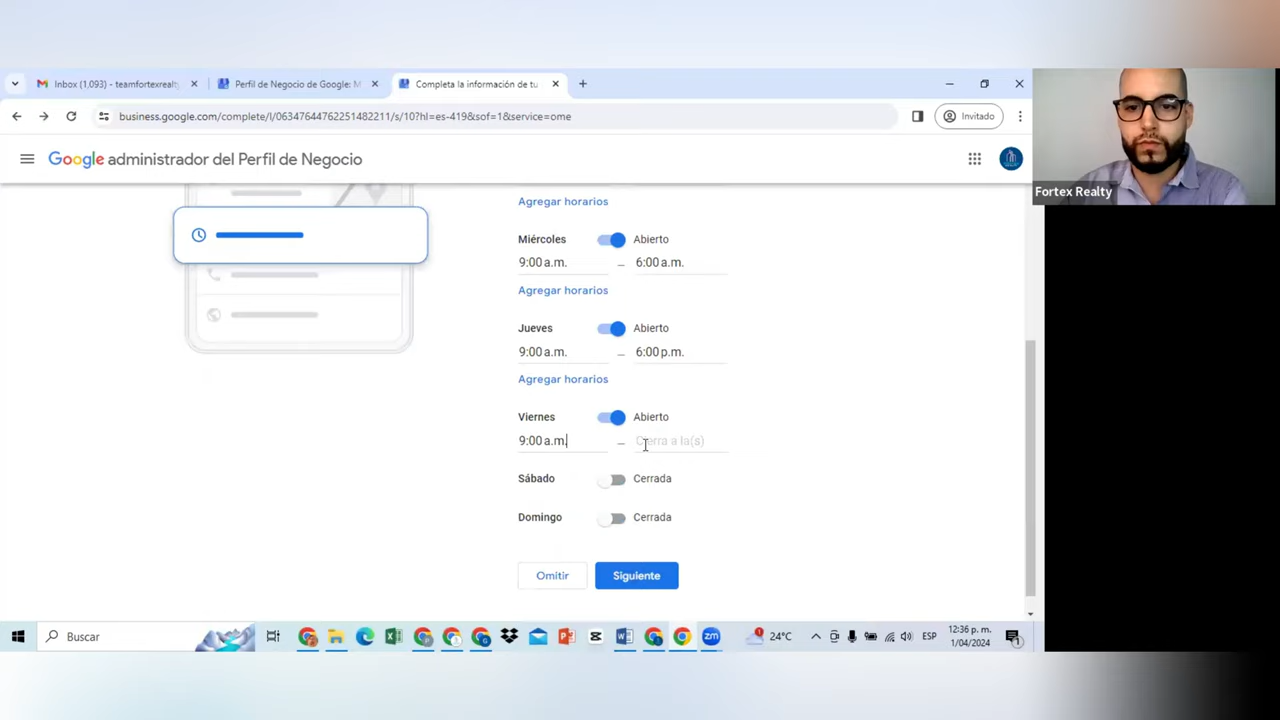 Inbox (1,093) - teamfortexrealty
Perfil de Negocio de Google: M
Completa la información de tu
business.google.com/complete/l/06347644762251482211/s/10?hl=es-419&sof=1&service=ome
Invitado
Google administrador del Perfil de Negocio
Fortex Realty
Agregar horarios
Miércoles Abierto
9:00 a.m. – 6:00 a.m.
Agregar horarios
Jueves Abierto
9:00 a.m. – 6:00 p.m.
Agregar horarios
Viernes Abierto
9:00 a.m. – Cierra a la(s)
Sábado Cerrada
Domingo Cerrada
Omitir Siguiente
Buscar
24°C
ESP
12:36 p. m.
1/04/2024
zm